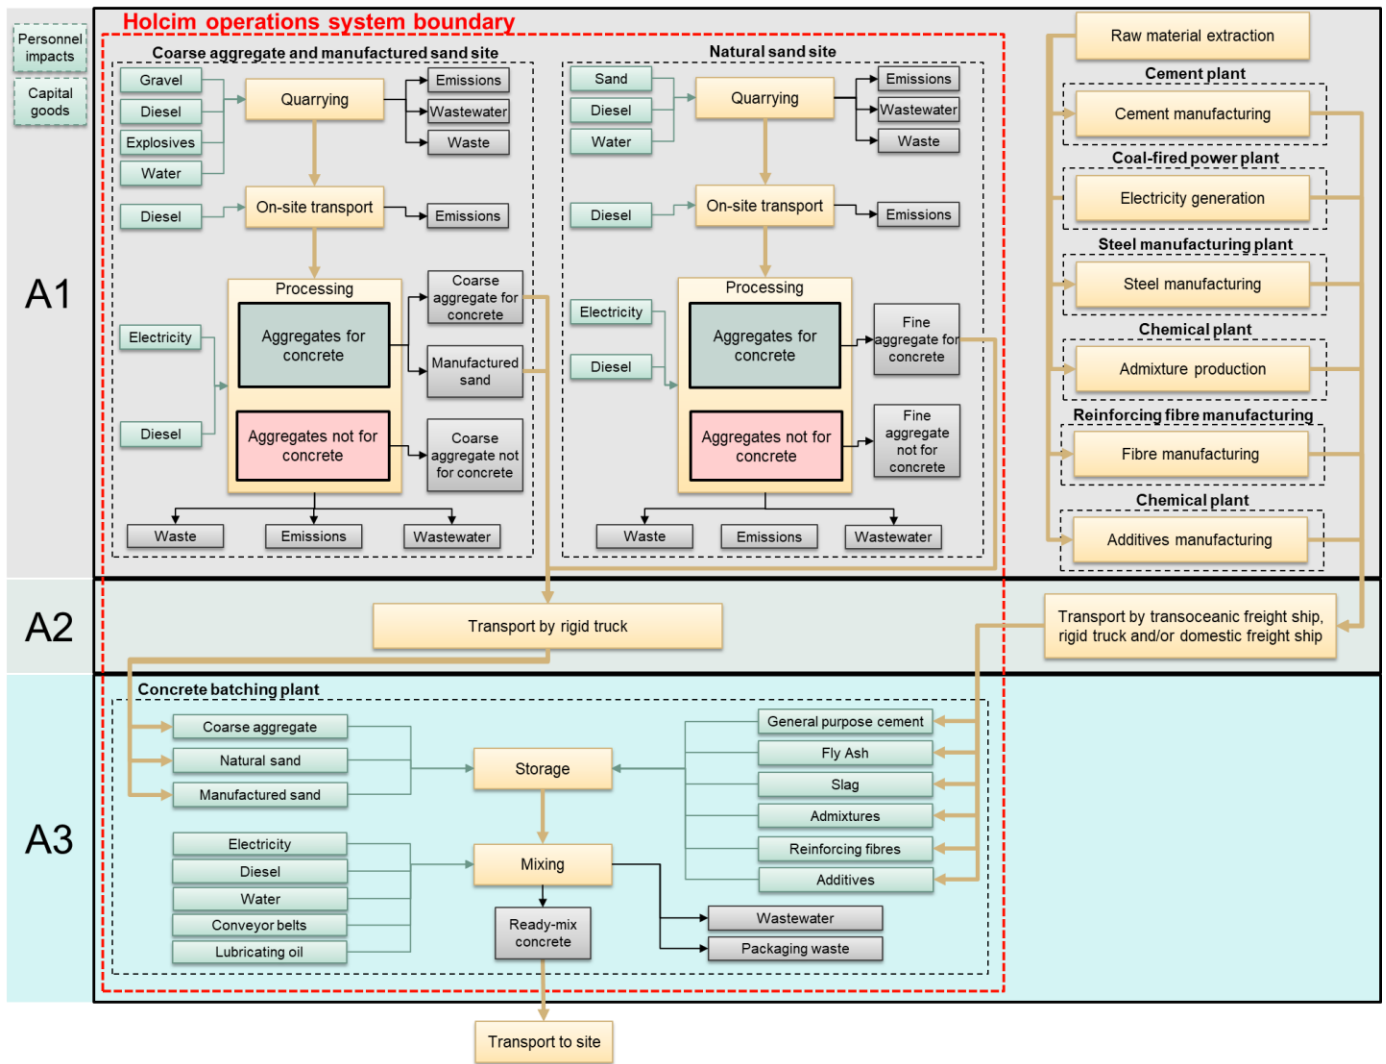 Holcim operations system boundary
Personnel
impacts
Capital
goods
A1
Coarse aggregate and manufactured sand site
Gravel
Diesel
Explosives
Water
Quarrying
Emissions
Wastewater
Waste
Diesel
On-site transport
Emissions
Electricity
Diesel
Processing
Aggregates for
concrete
Aggregates not for
concrete
Coarse
aggregate for
concrete
Manufactured
sand
Coarse
aggregate not
for concrete
Waste
Emissions
Wastewater
Natural sand site
Sand
Diesel
Water
Quarrying
Emissions
Wastewater
Waste
Diesel
On-site transport
Emissions
Electricity
Diesel
Processing
Aggregates for
concrete
Aggregates not for
concrete
Fine
aggregate for
concrete
Fine
aggregate
not for
concrete
Waste
Emissions
Wastewater
Raw material extraction
Cement plant
Cement manufacturing
Coal-fired power plant
Electricity generation
Steel manufacturing plant
Steel manufacturing
Chemical plant
Admixture production
Reinforcing fibre manufacturing
Fibre manufacturing
Chemical plant
Additives manufacturing
A2
Transport by rigid truck
Transport by transoceanic freight ship,
rigid truck and/or domestic freight ship
A3
Concrete batching plant
Coarse aggregate
Natural sand
Manufactured sand
Electricity
Diesel
Water
Conveyor belts
Lubricating oil
Storage
Mixing
Ready-mix
concrete
General purpose cement
Fly Ash
Slag
Admixtures
Reinforcing fibres
Additives
Wastewater
Packaging waste
Transport to site